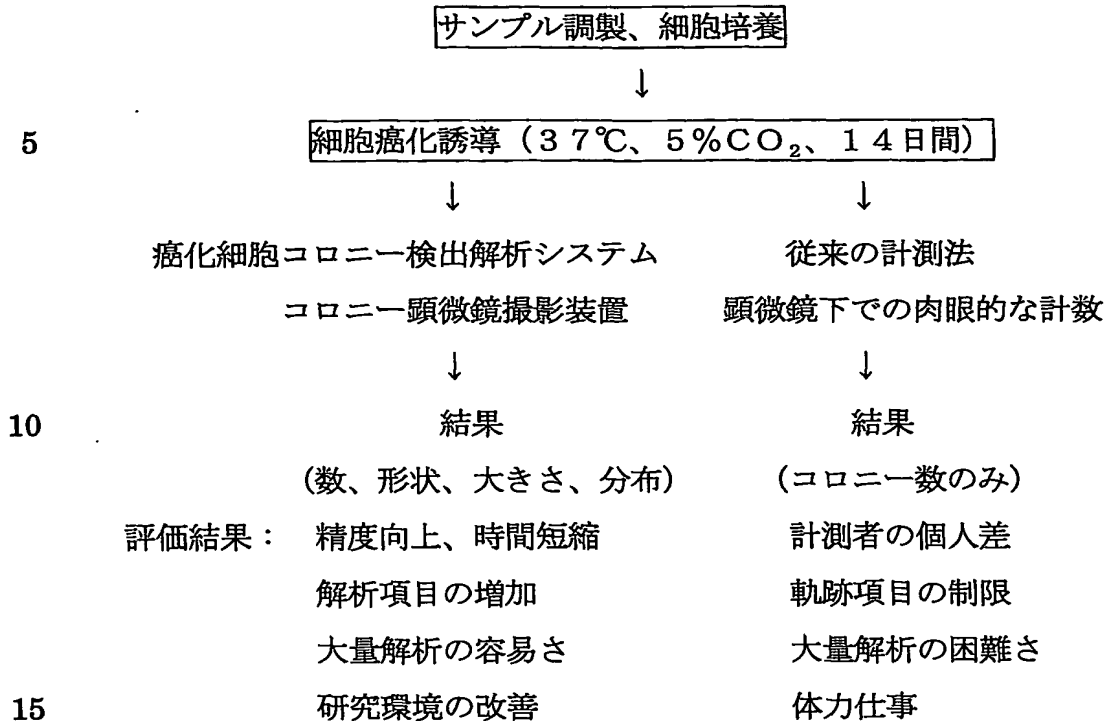 サンプル調製、細胞培養
↓
5 細胞癌化誘導（３７℃、５％ＣＯ₂、１４日間）
↓ ↓
癌化細胞コロニー検出解析システム 従来の計測法
コロニー顕微鏡撮影装置 顕微鏡下での肉眼的な計数
↓ ↓
10 結果 結果
（数、形状、大きさ、分布） （コロニー数のみ）
評価結果： 精度向上、時間短縮 計測者の個人差
解析項目の増加 軌跡項目の制限
大量解析の容易さ 大量解析の困難さ
15 研究環境の改善 体力仕事